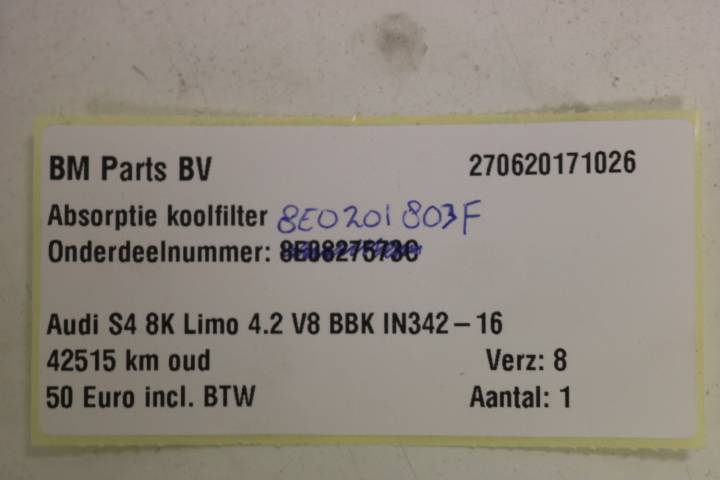 BM Parts BV 270620171026
Absorptie koolfilter 8E0201803F
Onderdeelnummer: 8E0827573C
Audi S4 8K Limo 4.2 V8 BBK IN342-16
42515 km oud Verz: 8
50 Euro incl. BTW Aantal: 1